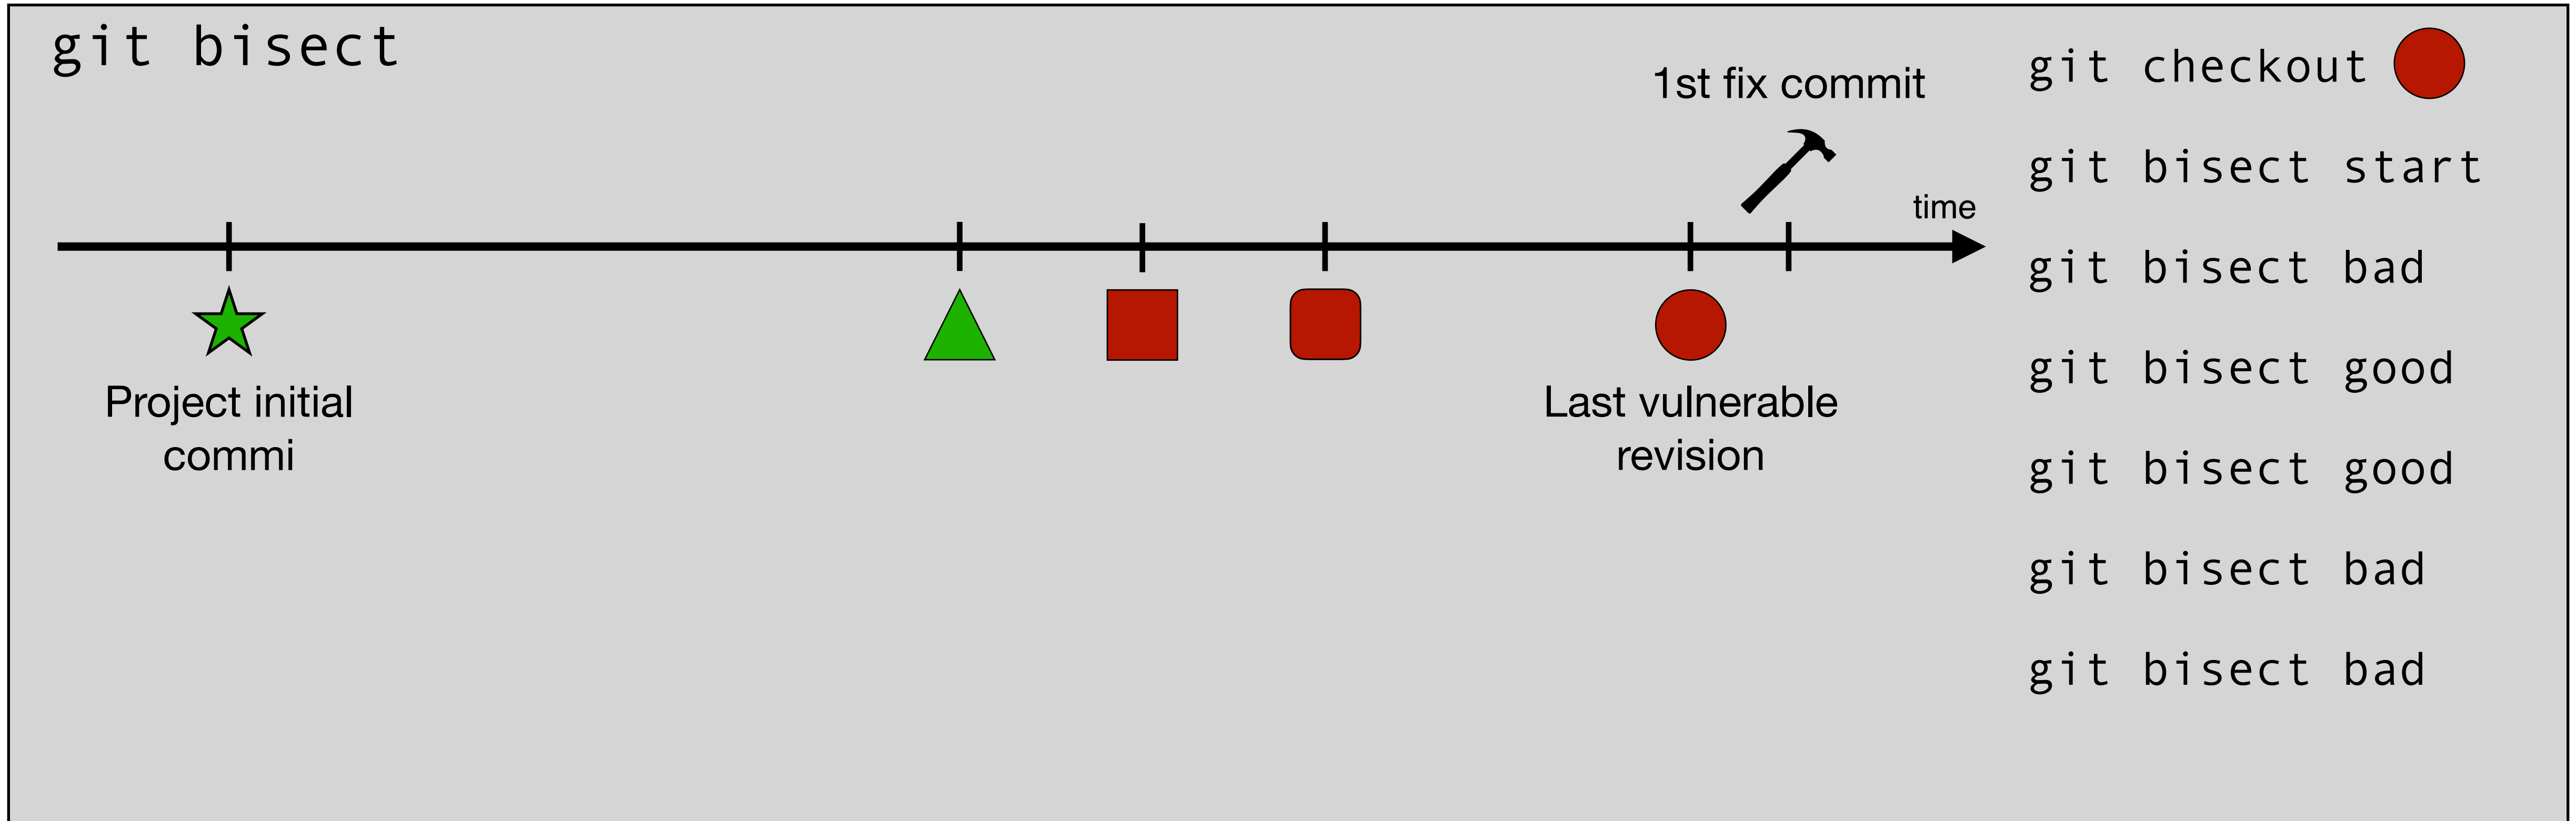 git bisect
1st fix commit
time
Project initial
commi
Last vulnerable
revision
git checkout
git bisect start
git bisect bad
git bisect good
git bisect good
git bisect bad
git bisect bad